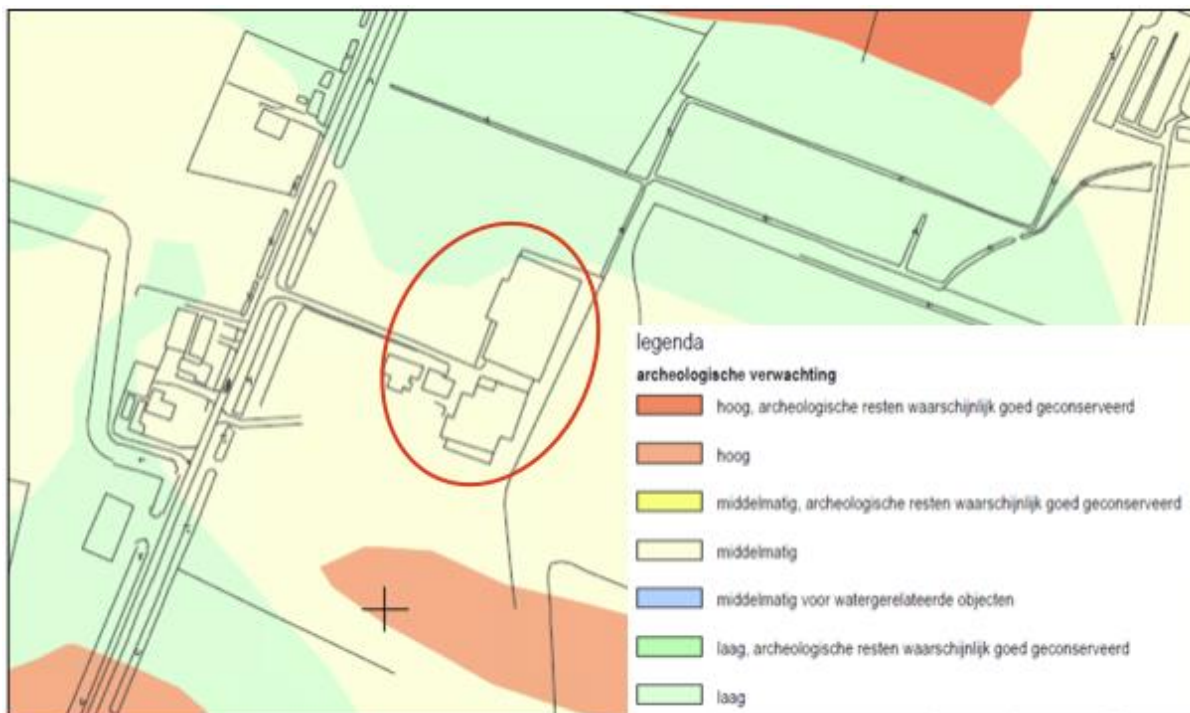 legenda
archeologische verwachting
hoog, archeologische resten waarschijnlijk goed geconserveerd
hoog
middelmatig, archeologische resten waarschijnlijk goed geconserveerd
middelmatig
middelmatig voor watergerelateerde objecten
laag, archeologische resten waarschijnlijk goed geconserveerd
laag